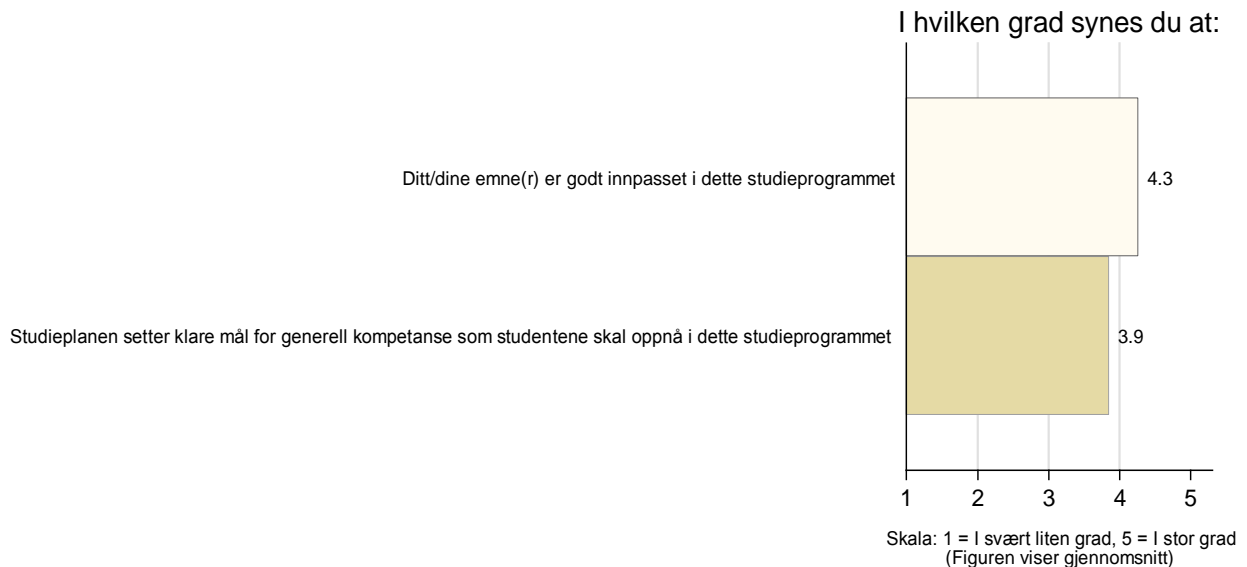 I hvilken grad synes du at:
Ditt/dine emne(r) er godt innpasset i dette studieprogrammet
4.3
Studieplanen setter klare mål for generell kompetanse som studentene skal oppnå i dette studieprogrammet
3.9
1 2 3 4 5
Skala: 1 = I svært liten grad, 5 = I stor grad
(Figuren viser gjennomsnitt)